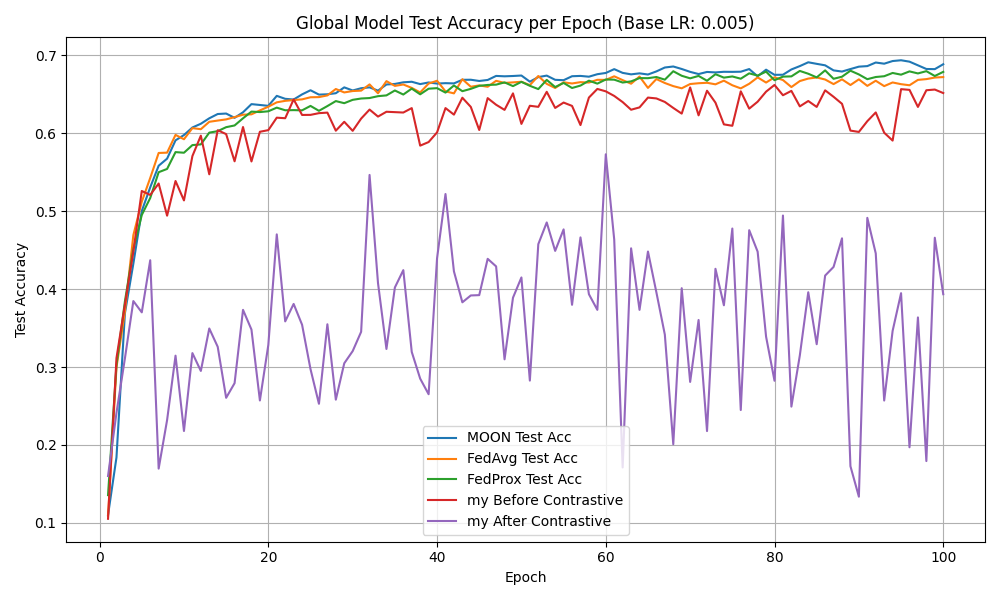 Global Model Test Accuracy per Epoch (Base LR: 0.005)
Test Accuracy
0.7
0.6
0.5
0.4
0.3
0.2
0.1
MOON Test Acc
FedAvg Test Acc
FedProx Test Acc
my Before Contrastive
my After Contrastive
0
20
40
60
80
100
Epoch